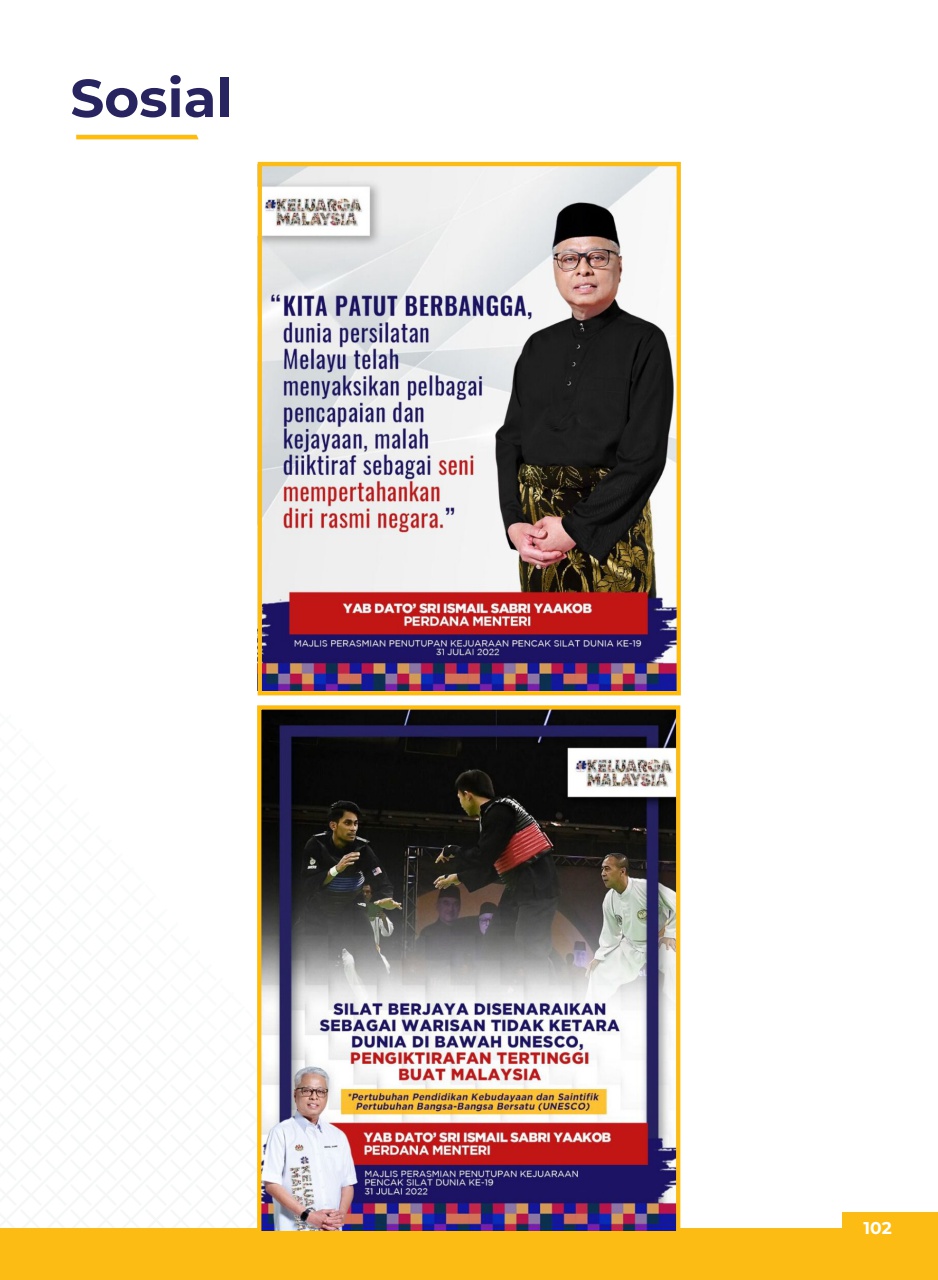 Sosial
#KELUARGA
MALAYSIA
“KITA PATUT BERBANGGA,
dunia persilatan
Melayu telah
menyaksikan pelbagai
pencapaian dan
kejayaan, malah
diiktiraf sebagai seni
mempertahankan
diri rasmi negara.”
YAB DATO’ SRI ISMAIL SABRI YAAKOB
PERDANA MENTERI
MAJLIS PERASMIAN PENUTUPAN KEJUARAAN PENCAK SILAT DUNIA KE-19
31 JULAI 2022
#KELUARGA
MALAYSIA
SILAT BERJAYA DISENARAIKAN
SEBAGAI WARISAN TIDAK KETARA
DUNIA DI BAWAH UNESCO,
PENGIKTIRAFAN TERTINGGI
BUAT MALAYSIA
*Pertubuhan Pendidikan Kebudayaan dan Saintifik
Pertubuhan Bangsa-Bangsa Bersatu (UNESCO)
YAB DATO’ SRI ISMAIL SABRI YAAKOB
PERDANA MENTERI
MAJLIS PERASMIAN PENUTUPAN KEJUARAAN
PENCAK SILAT DUNIA KE-19
31 JULAI 2022
102